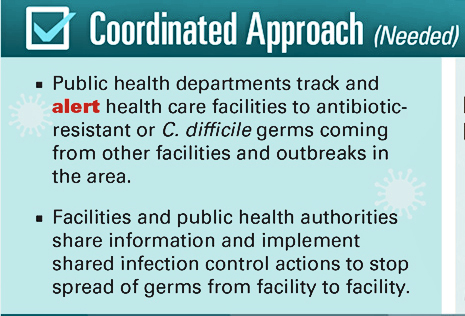 Coordinated Approach (Needed)
▪ Public health departments track and
alert health care facilities to antibiotic-
resistant or C. difficile germs coming
from other facilities and outbreaks in
the area.
▪ Facilities and public health authorities
share information and implement
shared infection control actions to stop
spread of germs from facility to facility.